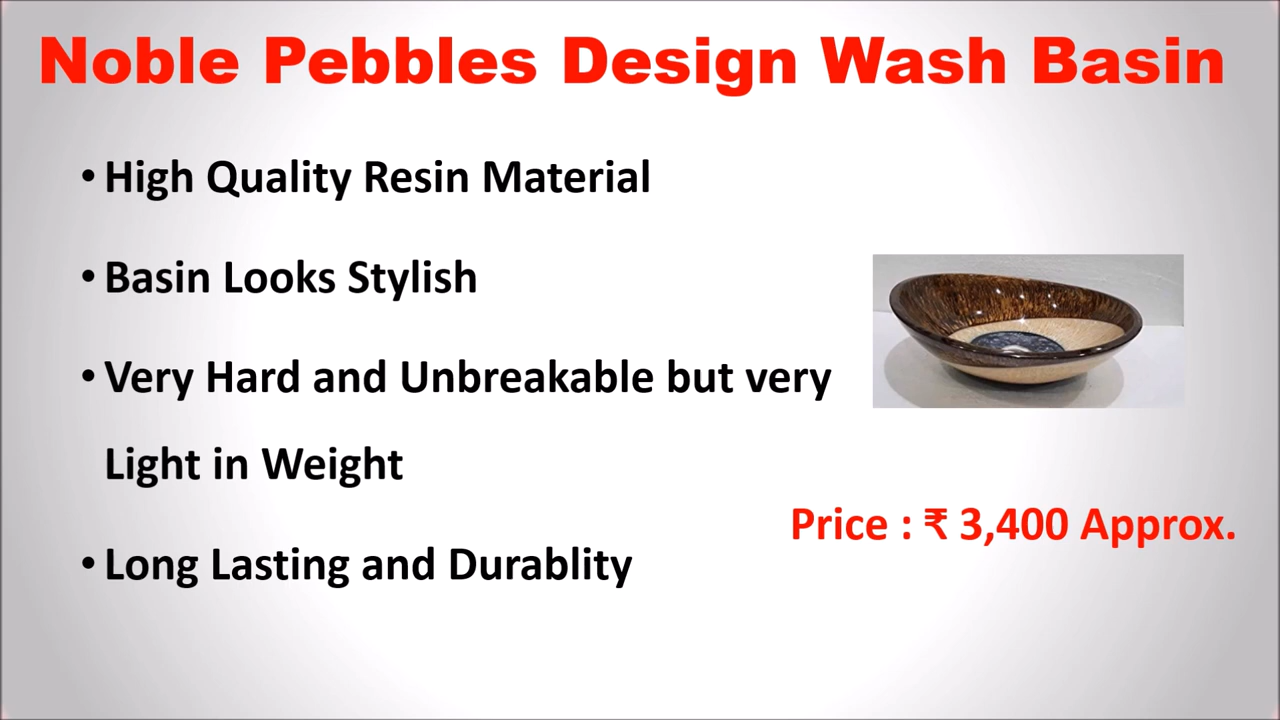 Noble Pebbles Design Wash Basin
• High Quality Resin Material
• Basin Looks Stylish
• Very Hard and Unbreakable but very
Light in Weight
Price : ₹ 3,400 Approx.
• Long Lasting and Durablity